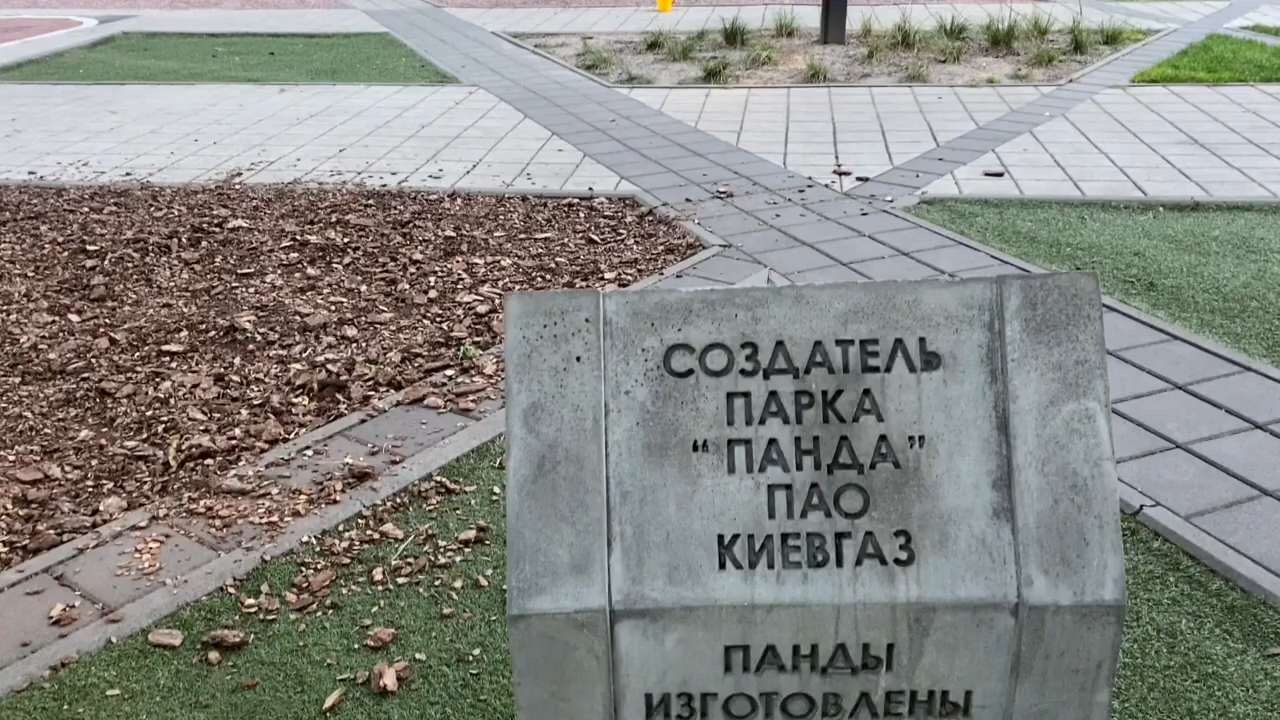 СОЗДАТЕЛЬ
ПАРКА
“ПАНДА”
ПАО
КИЕВГАЗ
ПАНДЫ
ИЗГОТОВЛЕНЫ